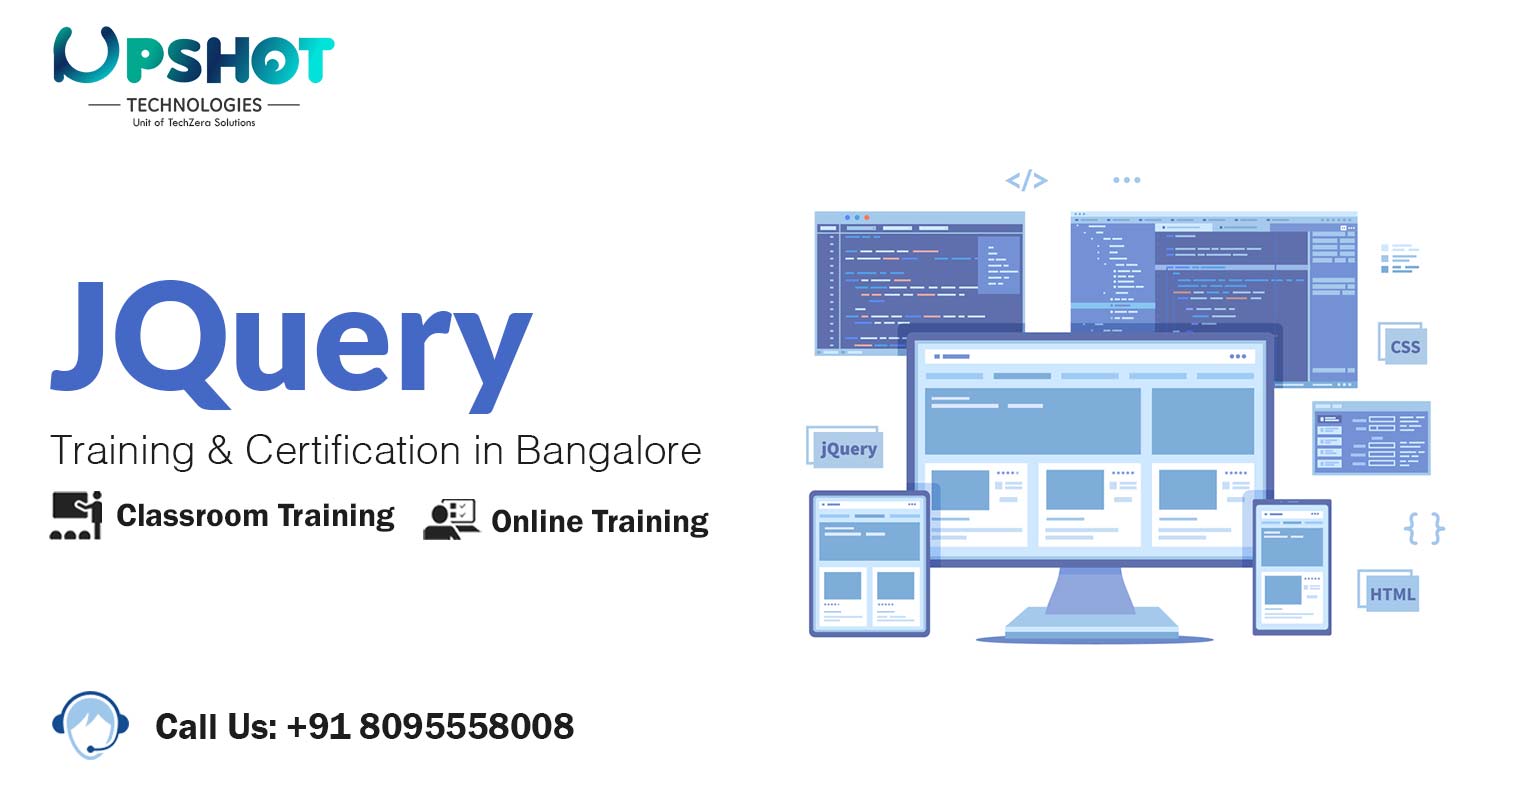 UPSHOT
TECHNOLOGIES
Unit of TechZera Solutions
JQuery
Training & Certification in Bangalore
Classroom Training
Online Training
Call Us: +91 8095558008
</>
CSS
jQuery
{ }
HTML